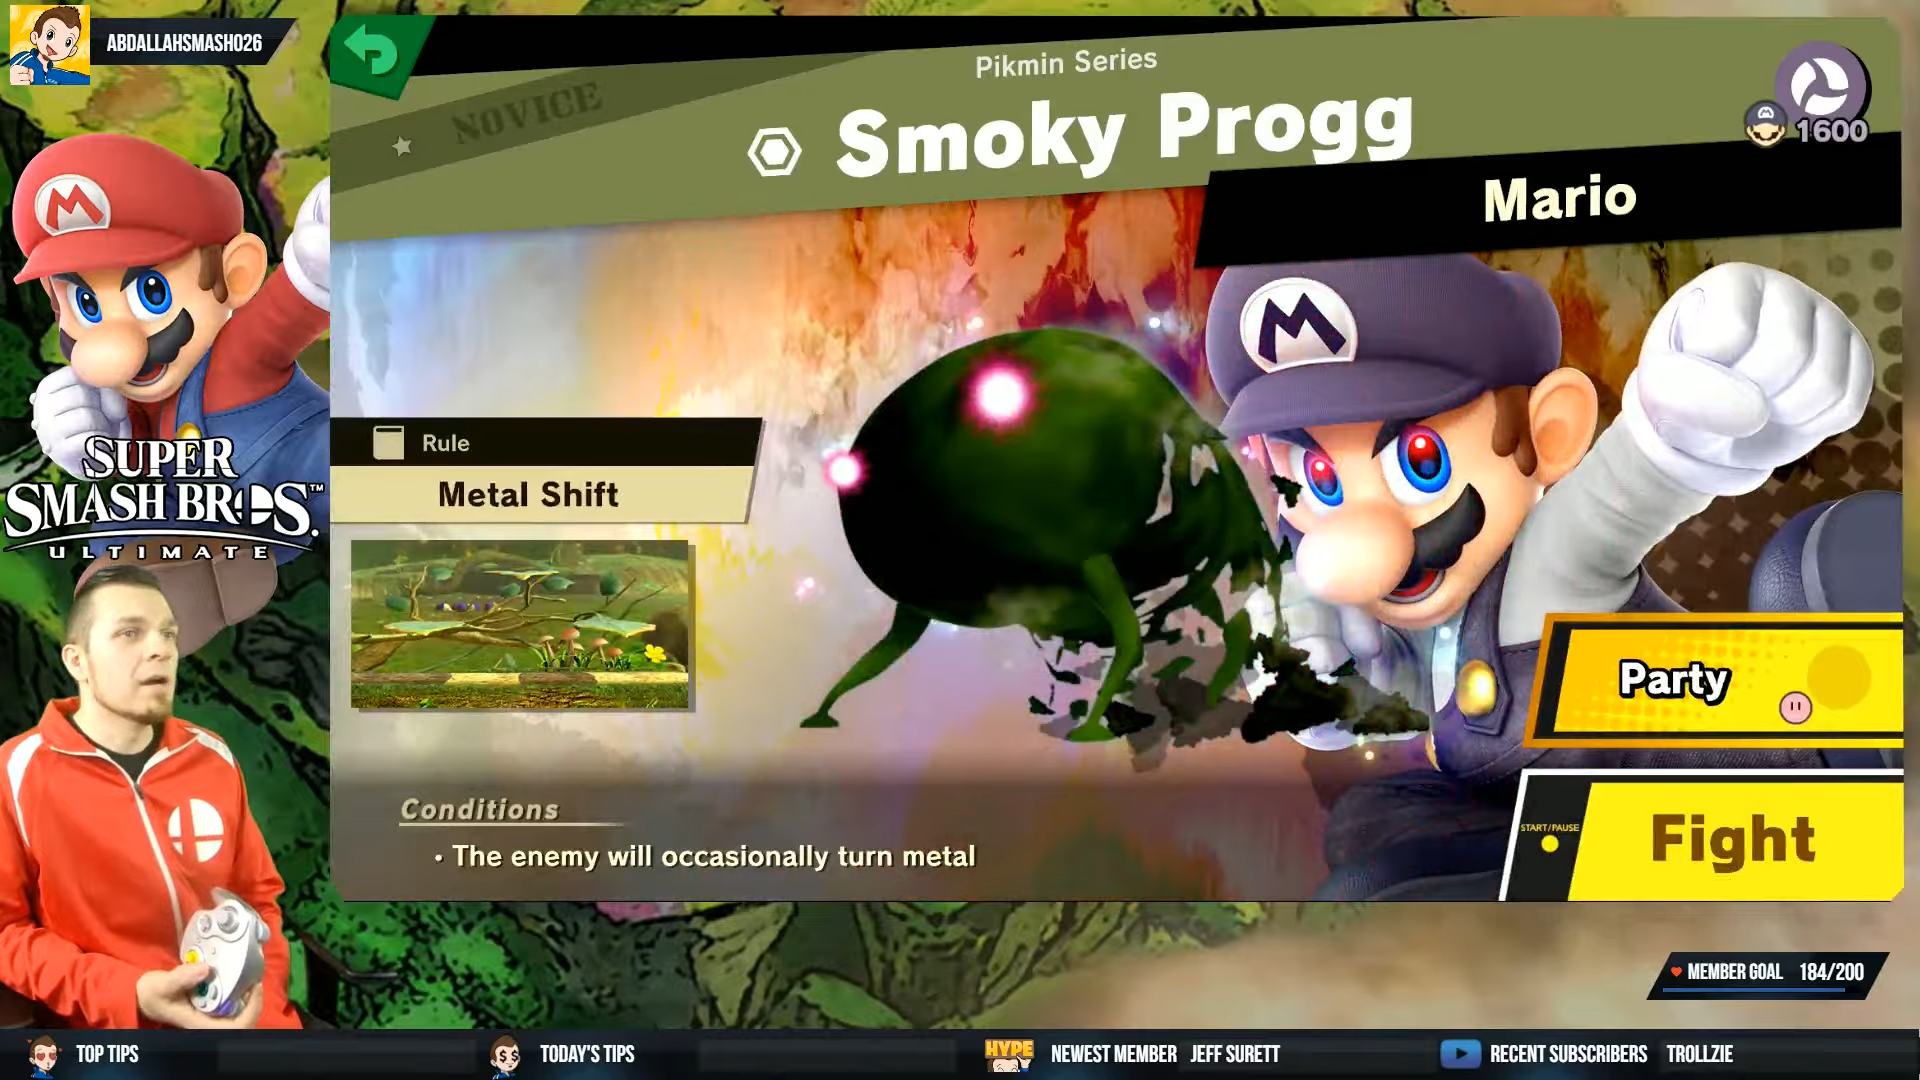 ABDALLAHSMASH026
Pikmin Series
NOVICE
Smoky Progg
1600
Mario
M
M
SUPER
SMASH BROS.™
ULTIMATE
Rule
Metal Shift
Party
Conditions
• The enemy will occasionally turn metal
START/PAUSE
Fight
MEMBER GOAL 184/200
TOP TIPS
TODAY'S TIPS
HYPE
NEWEST MEMBER JEFF SURETT
RECENT SUBSCRIBERS TROLLZIE